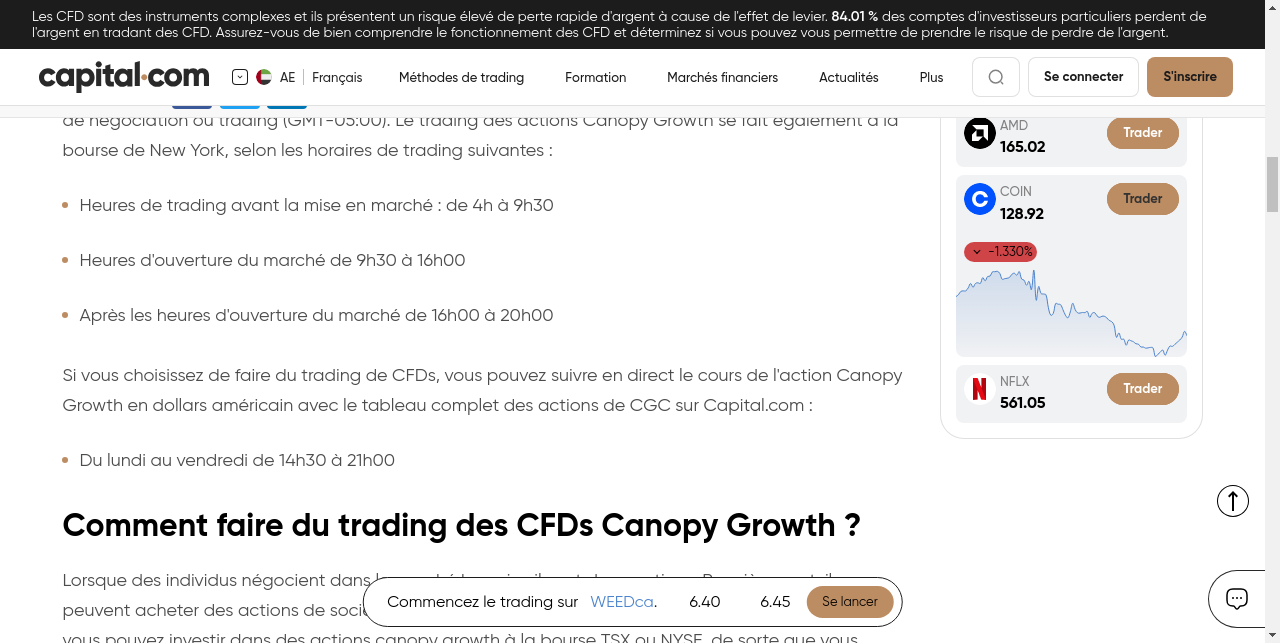 Les CFD sont des instruments complexes et ils présentent un risque élevé de perte rapide d'argent à cause de l'effet de levier. 84.01 % des comptes d'investisseurs particuliers perdent de
l'argent en tradant des CFD. Assurez-vous de bien comprendre le fonctionnement des CFD et déterminez si vous pouvez vous permettre de prendre le risque de perdre de l'argent.
capital.com AE Français Méthodes de trading Formation Marchés financiers Actualités Plus Se connecter S'inscrire
de négociation ou trading (GMT-05:00). Le trading des actions Canopy Growth se fait également à la
bourse de New York, selon les horaires de trading suivantes :
Heures de trading avant la mise en marché : de 4h à 9h30
Heures d'ouverture du marché de 9h30 à 16h00
Après les heures d'ouverture du marché de 16h00 à 20h00
Si vous choisissez de faire du trading de CFDs, vous pouvez suivre en direct le cours de l'action Canopy
Growth en dollars américain avec le tableau complet des actions de CGC sur Capital.com :
Du lundi au vendredi de 14h30 à 21h00
Comment faire du trading des CFDs Canopy Growth ?
Lorsque des individus négocient dans
peuvent acheter des actions de
vous pouvez investir dans des actions canopy growth à la bourse TSX ou NYSE, de sorte que vous
AMD
165.02
Trader
COIN
128.92
Trader
-1.330%
NFLX
561.05
Trader
Commencez le trading sur WEEDca. 6.40 6.45 Se lancer